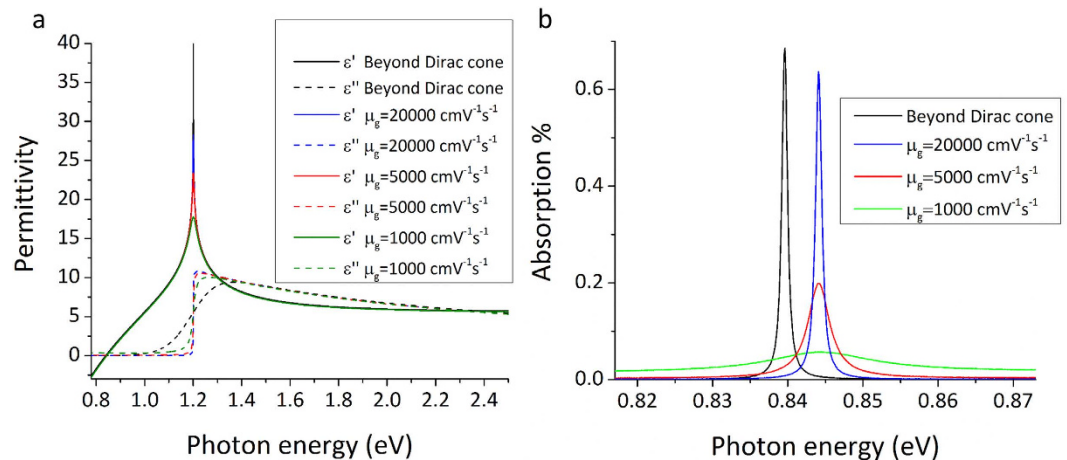 a
Permittivity
40
35
30
25
20
15
10
5
0
0.8 1.0 1.2 1.4 1.6 1.8 2.0 2.2 2.4
Photon energy (eV)
ε' Beyond Dirac cone
ε'' Beyond Dirac cone
ε' μg=20000 cmV⁻¹s⁻¹
ε'' μg=20000 cmV⁻¹s⁻¹
ε' μg=5000 cmV⁻¹s⁻¹
ε'' μg=5000 cmV⁻¹s⁻¹
ε' μg=1000 cmV⁻¹s⁻¹
ε'' μg=1000 cmV⁻¹s⁻¹
b
Absorption %
0.6
0.4
0.2
0.0
0.82 0.83 0.84 0.85 0.86 0.87
Photon energy (eV)
Beyond Dirac cone
μg=20000 cmV⁻¹s⁻¹
μg=5000 cmV⁻¹s⁻¹
μg=1000 cmV⁻¹s⁻¹